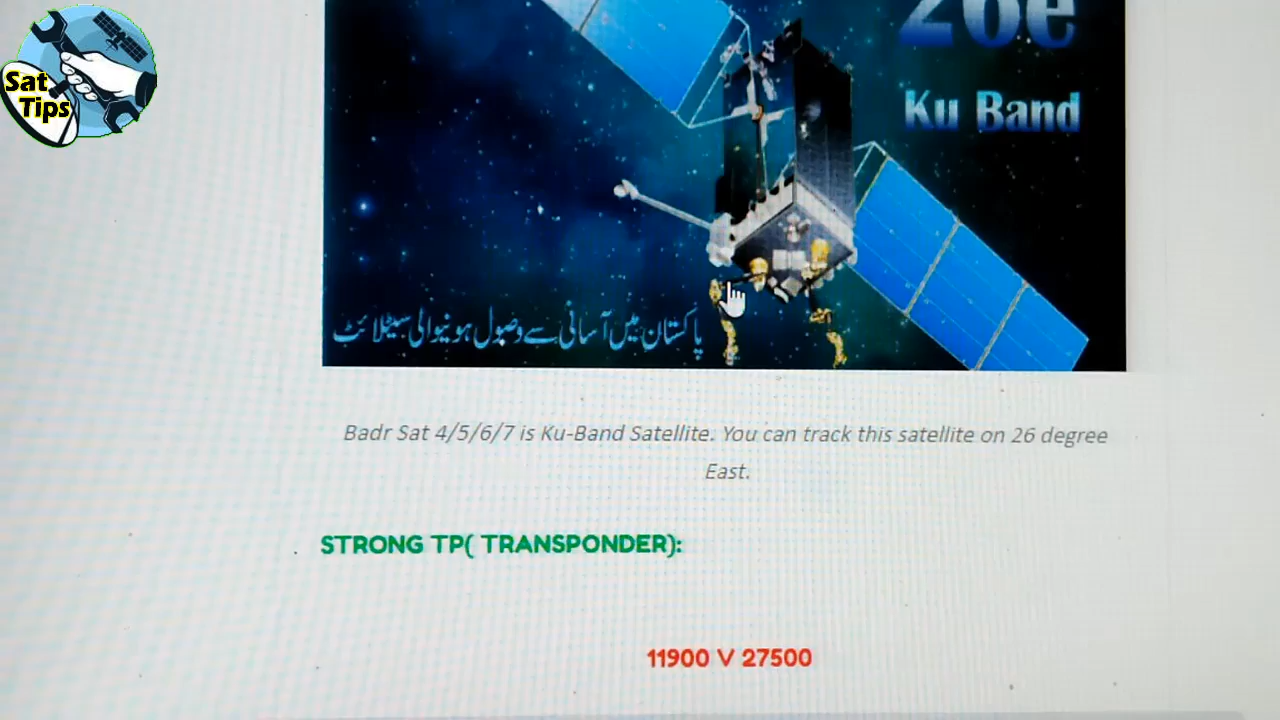 Sat
Tips
26e
Ku Band
پاکستان میں آسانی سے وصول ہونیوالی سیٹلائٹ
Badr Sat 4/5/6/7 is Ku-Band Satellite. You can track this satellite on 26 degree
East.
STRONG TP( TRANSPONDER):
11900 V 27500